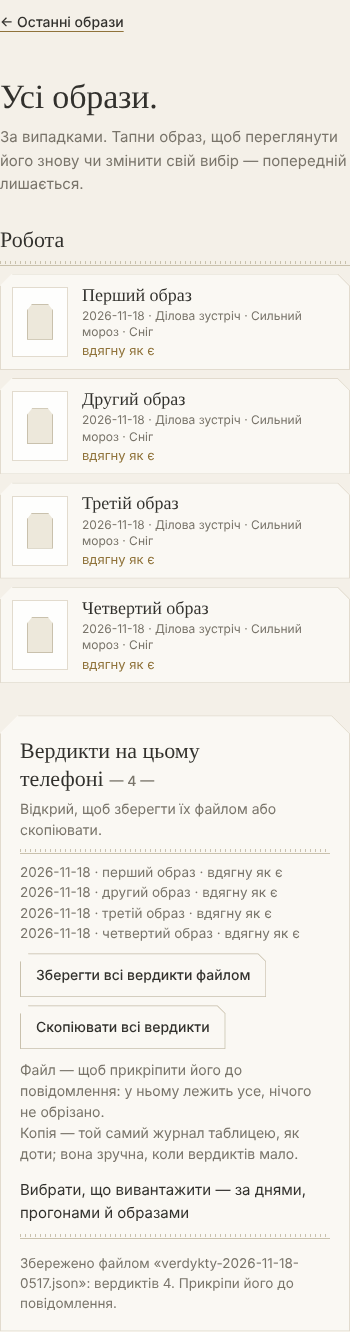 ← Останні образи
Усі образи.
За випадками. Тапни образ, щоб переглянути
його знову чи змінити свій вибір — попередній
лишається.
Робота
Перший образ
2026-11-18 · Ділова зустріч · Сильний
мороз · Сніг
вдягну як є
Другий образ
2026-11-18 · Ділова зустріч · Сильний
мороз · Сніг
вдягну як є
Третій образ
2026-11-18 · Ділова зустріч · Сильний
мороз · Сніг
вдягну як є
Четвертий образ
2026-11-18 · Ділова зустріч · Сильний
мороз · Сніг
вдягну як є
Вердикти на цьому
телефоні — 4 —
Відкрий, щоб зберегти їх файлом або
скопіювати.
2026-11-18 · перший образ · вдягну як є
2026-11-18 · другий образ · вдягну як є
2026-11-18 · третій образ · вдягну як є
2026-11-18 · четвертий образ · вдягну як є
Зберегти всі вердикти файлом
Скопіювати всі вердикти
Файл — щоб прикріпити його до
повідомлення: у ньому лежить усе, нічого
не обрізано.
Копія — той самий журнал таблицею, як
доти; вона зручна, коли вердиктів мало.
Вибрати, що вивантажити — за днями,
прогонами й образами
Збережено файлом «verdykty-2026-11-18-
0517.json»: вердиктів 4. Прикріпи його до
повідомлення.